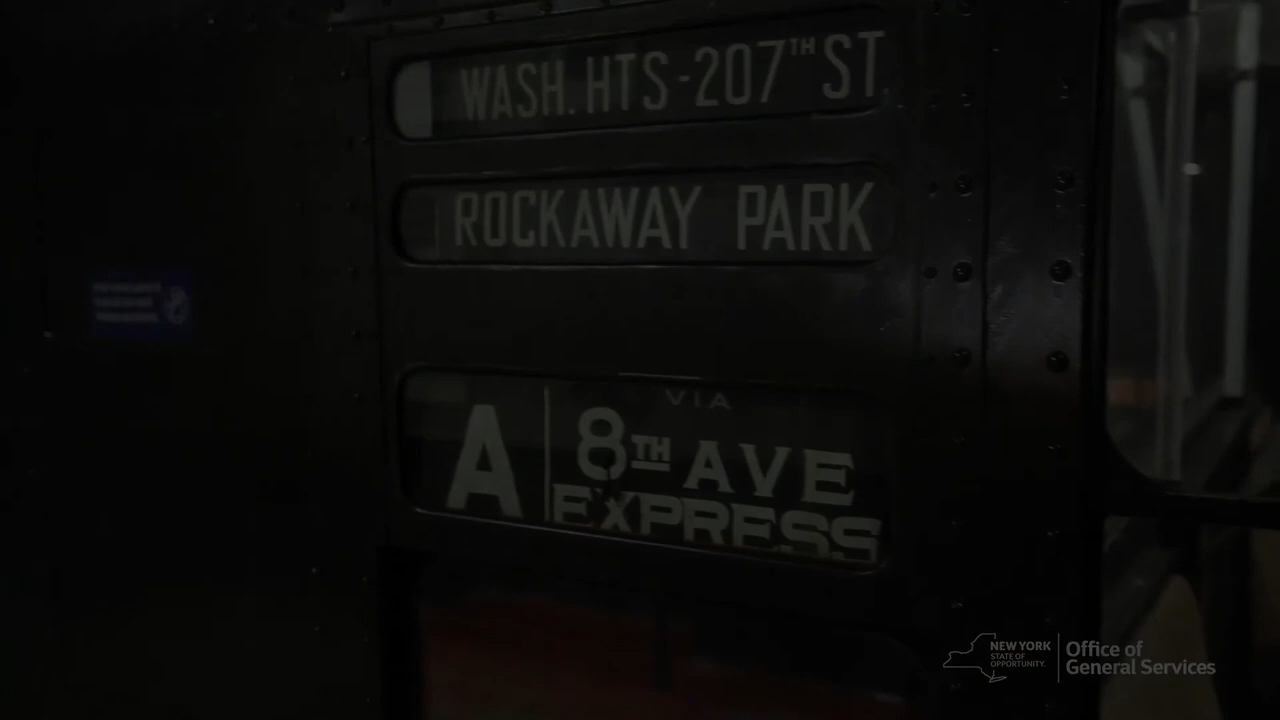 WASH. HTS-207TH ST.
ROCKAWAY PARK
VIA
A
8TH AVE
EXPRESS
NEW YORK
STATE OF
OPPORTUNITY.
Office of
General Services